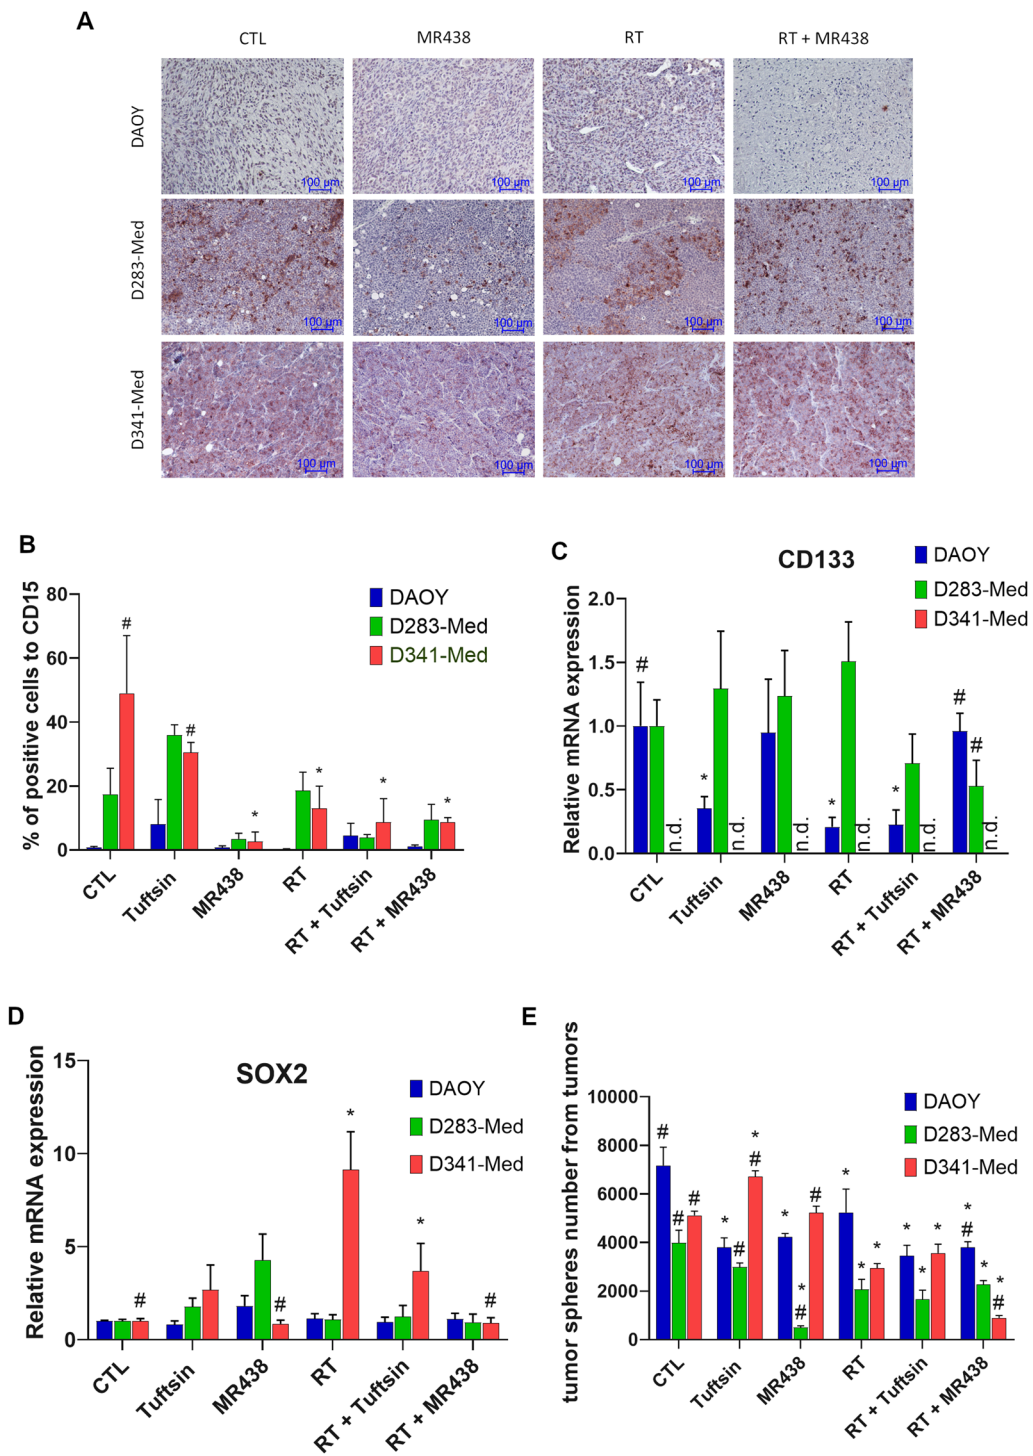 A
CTL
MR438
RT
RT + MR438
DAOY
100 µm
100 µm
100 µm
100 µm
D283-Med
100 µm
100 µm
100 µm
100 µm
D341-Med
100 µm
100 µm
100 µm
100 µm
B
% of positive cells to CD15
80
60
40
20
0
DAOY
D283-Med
D341-Med
#
#
*
*
*
*
CTL
Tuftsin
MR438
RT
RT + Tuftsin
RT + MR438
C
CD133
Relative mRNA expression
2.0
1.5
1.0
0.5
0.0
DAOY
D283-Med
D341-Med
#
*
*
*
#
#
n.d.
n.d.
n.d.
n.d.
n.d.
n.d.
CTL
Tuftsin
MR438
RT
RT + Tuftsin
RT + MR438
D
SOX2
Relative mRNA expression
15
10
5
0
DAOY
D283-Med
D341-Med
#
#
*
*
#
CTL
Tuftsin
MR438
RT
RT + Tuftsin
RT + MR438
E
tumor spheres number from tumors
10000
8000
6000
4000
2000
0
DAOY
D283-Med
D341-Med
#
#
#
*
#
*
#
*
*
#
#
*
*
*
*
*
*
*
#
*
*
#
CTL
Tuftsin
MR438
RT
RT + Tuftsin
RT + MR438